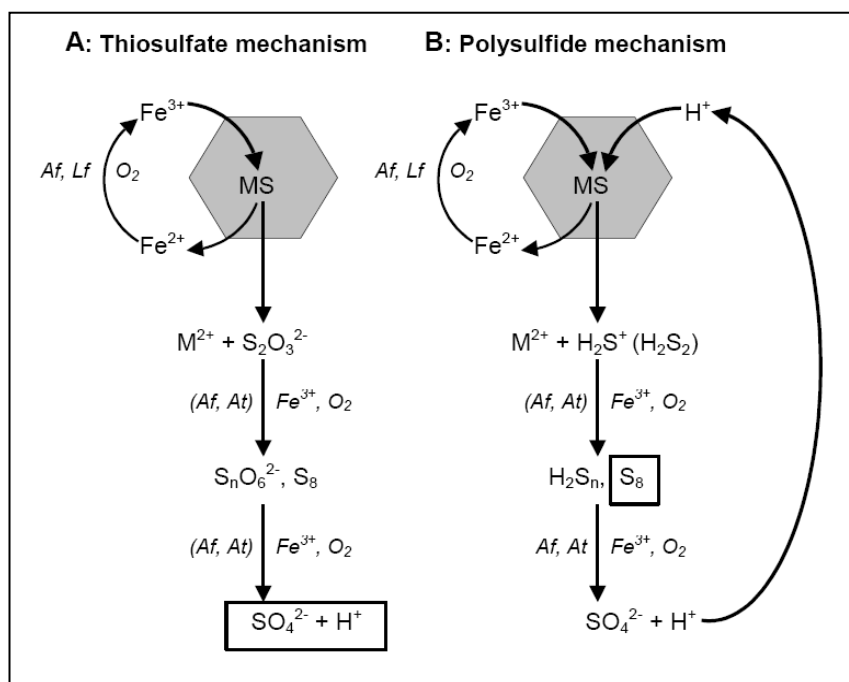 A: Thiosulfate mechanism
Fe³⁺
Af, Lf
O₂
MS
Fe²⁺
M²⁺ + S₂O₃²⁻
(Af, At) Fe³⁺, O₂
SₙO₆²⁻, S₈
(Af, At) Fe³⁺, O₂
SO₄²⁻ + H⁺
B: Polysulfide mechanism
Fe³⁺
H⁺
Af, Lf
O₂
MS
Fe²⁺
M²⁺ + H₂S⁺ (H₂S₂)
(Af, At) Fe³⁺, O₂
H₂Sₙ, S₈
Af, At Fe³⁺, O₂
SO₄²⁻ + H⁺